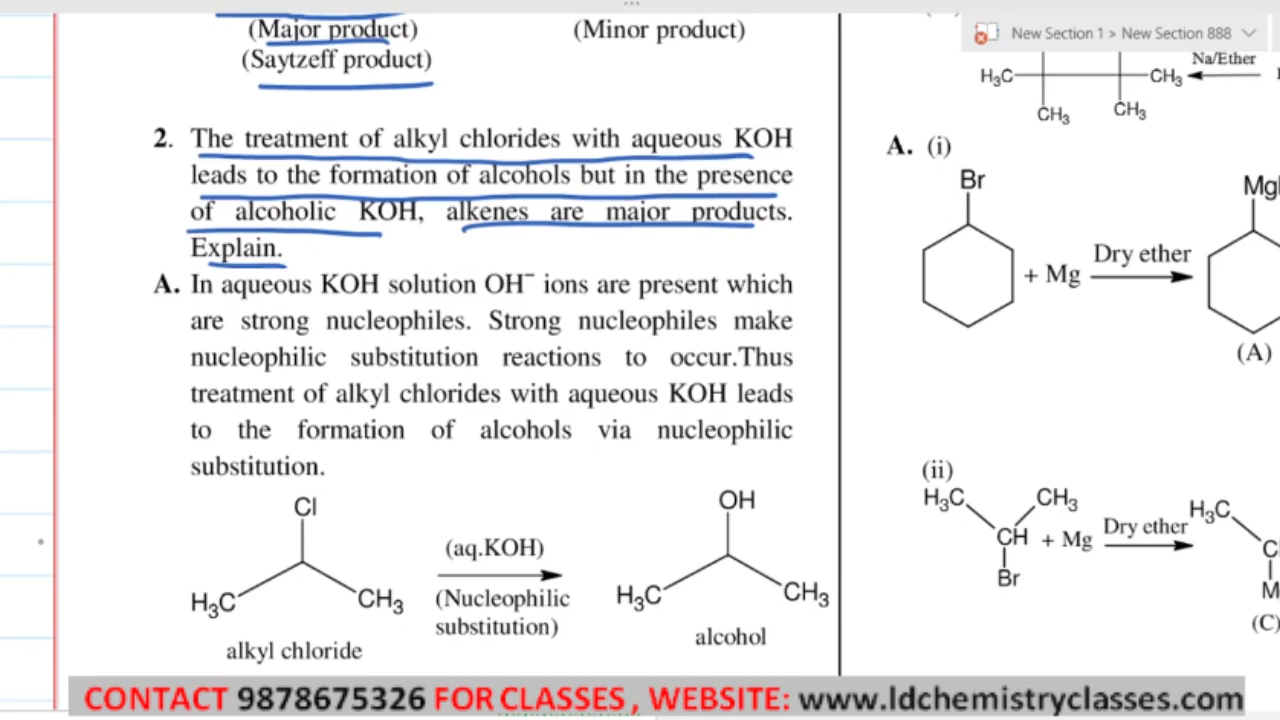 (Major product)
(Minor product)
(Saytzeff product)
2. The treatment of alkyl chlorides with aqueous KOH
leads to the formation of alcohols but in the presence
of alcoholic KOH, alkenes are major products.
Explain.
A. In aqueous KOH solution OH⁻ ions are present which
are strong nucleophiles. Strong nucleophiles make
nucleophilic substitution reactions to occur.Thus
treatment of alkyl chlorides with aqueous KOH leads
to the formation of alcohols via nucleophilic
substitution.
Cl
H₃C
CH₃
alkyl chloride
(aq.KOH)
(Nucleophilic
substitution)
OH
H₃C
CH₃
alcohol
New Section 1 > New Section 888
Na/Ether
H₃C
CH₃
CH₃
CH₃
A. (i)
Br
+ Mg
Dry ether
(A)
(ii)
H₃C
CH₃
CH
+ Mg
Br
Dry ether
H₃C
(C)
CONTACT 9878675326 FOR CLASSES , WEBSITE: www.ldchemistryclasses.com